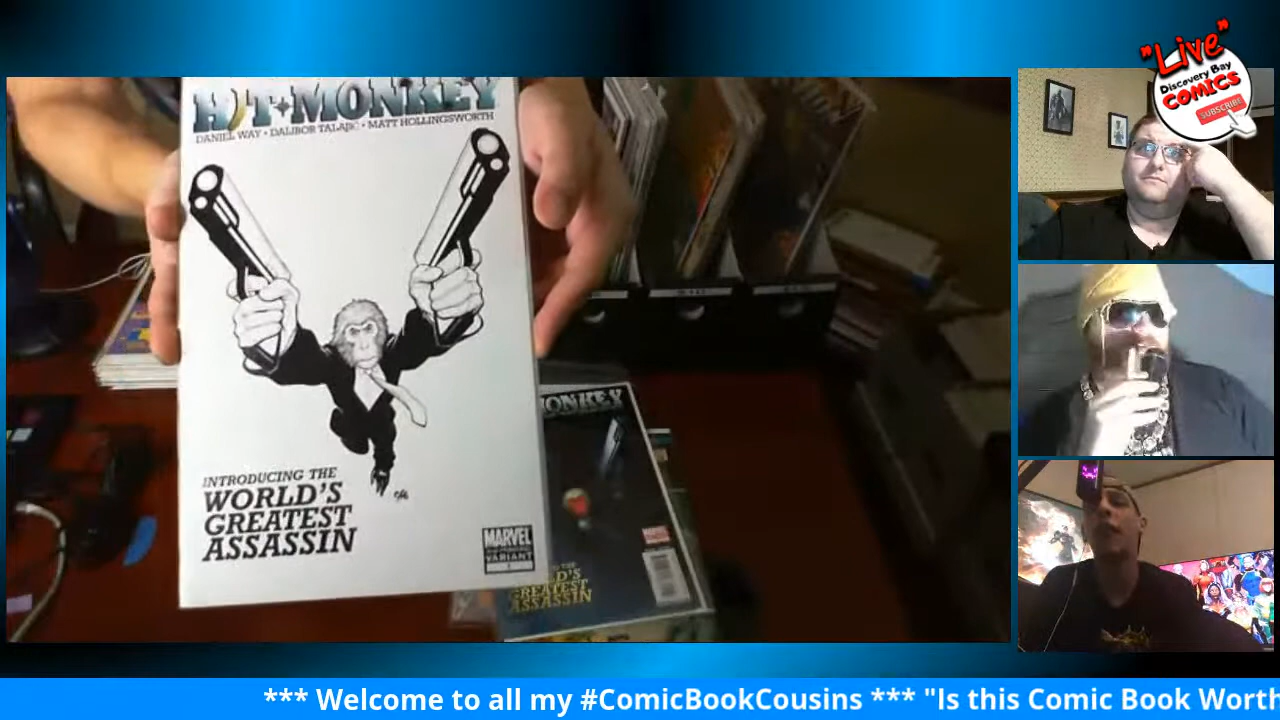 "Live"
Discovery Bay
COMICS
SUBSCRIBE
HIT-MONKEY
DANIEL WAY • DALIBOR TALAJIC • MATT HOLLINGSWORTH
INTRODUCING THE
WORLD'S
GREATEST
ASSASSIN
MARVEL
VARIANT
MONKEY
WORLD'S
GREATEST
ASSASSIN
*** Welcome to all my #ComicBookCousins *** "Is this Comic Book Worth